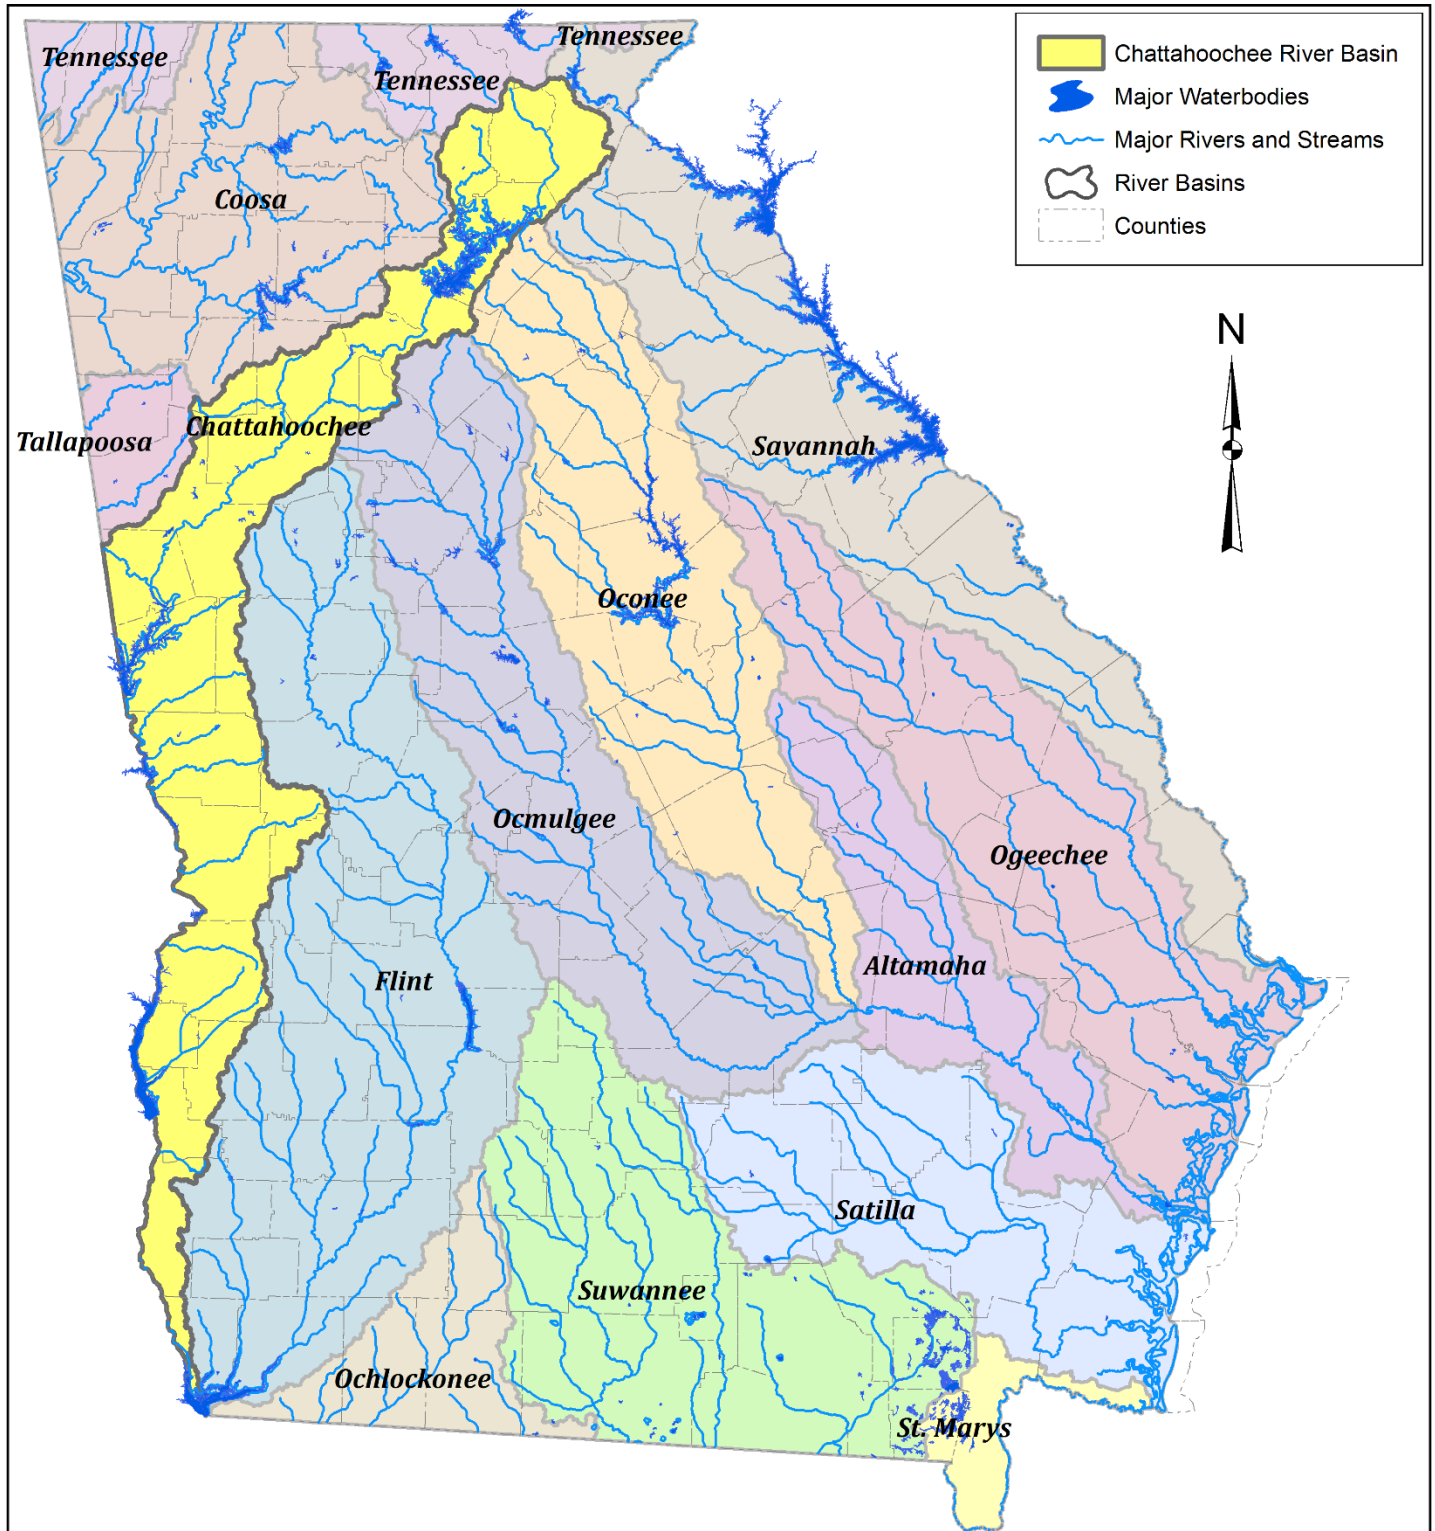 Tennessee
Tennessee
Tennessee
Chattahoochee River Basin
Major Waterbodies
Major Rivers and Streams
River Basins
Counties
Coosa
N
Tallapoosa
Chattahoochee
Savannah
Oconee
Ocmulgee
Ogeechee
Flint
Altamaha
Satilla
Suwannee
Ochlockonee
St. Marys